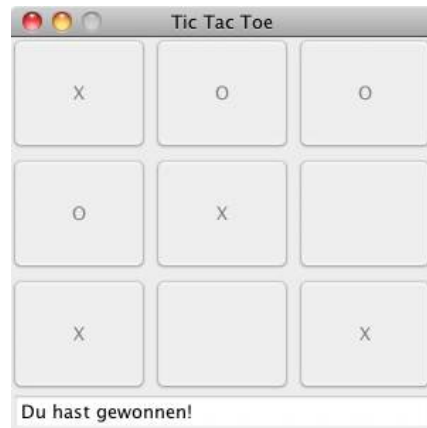 Tic Tac Toe
X O O
O X
X X
Du hast gewonnen!